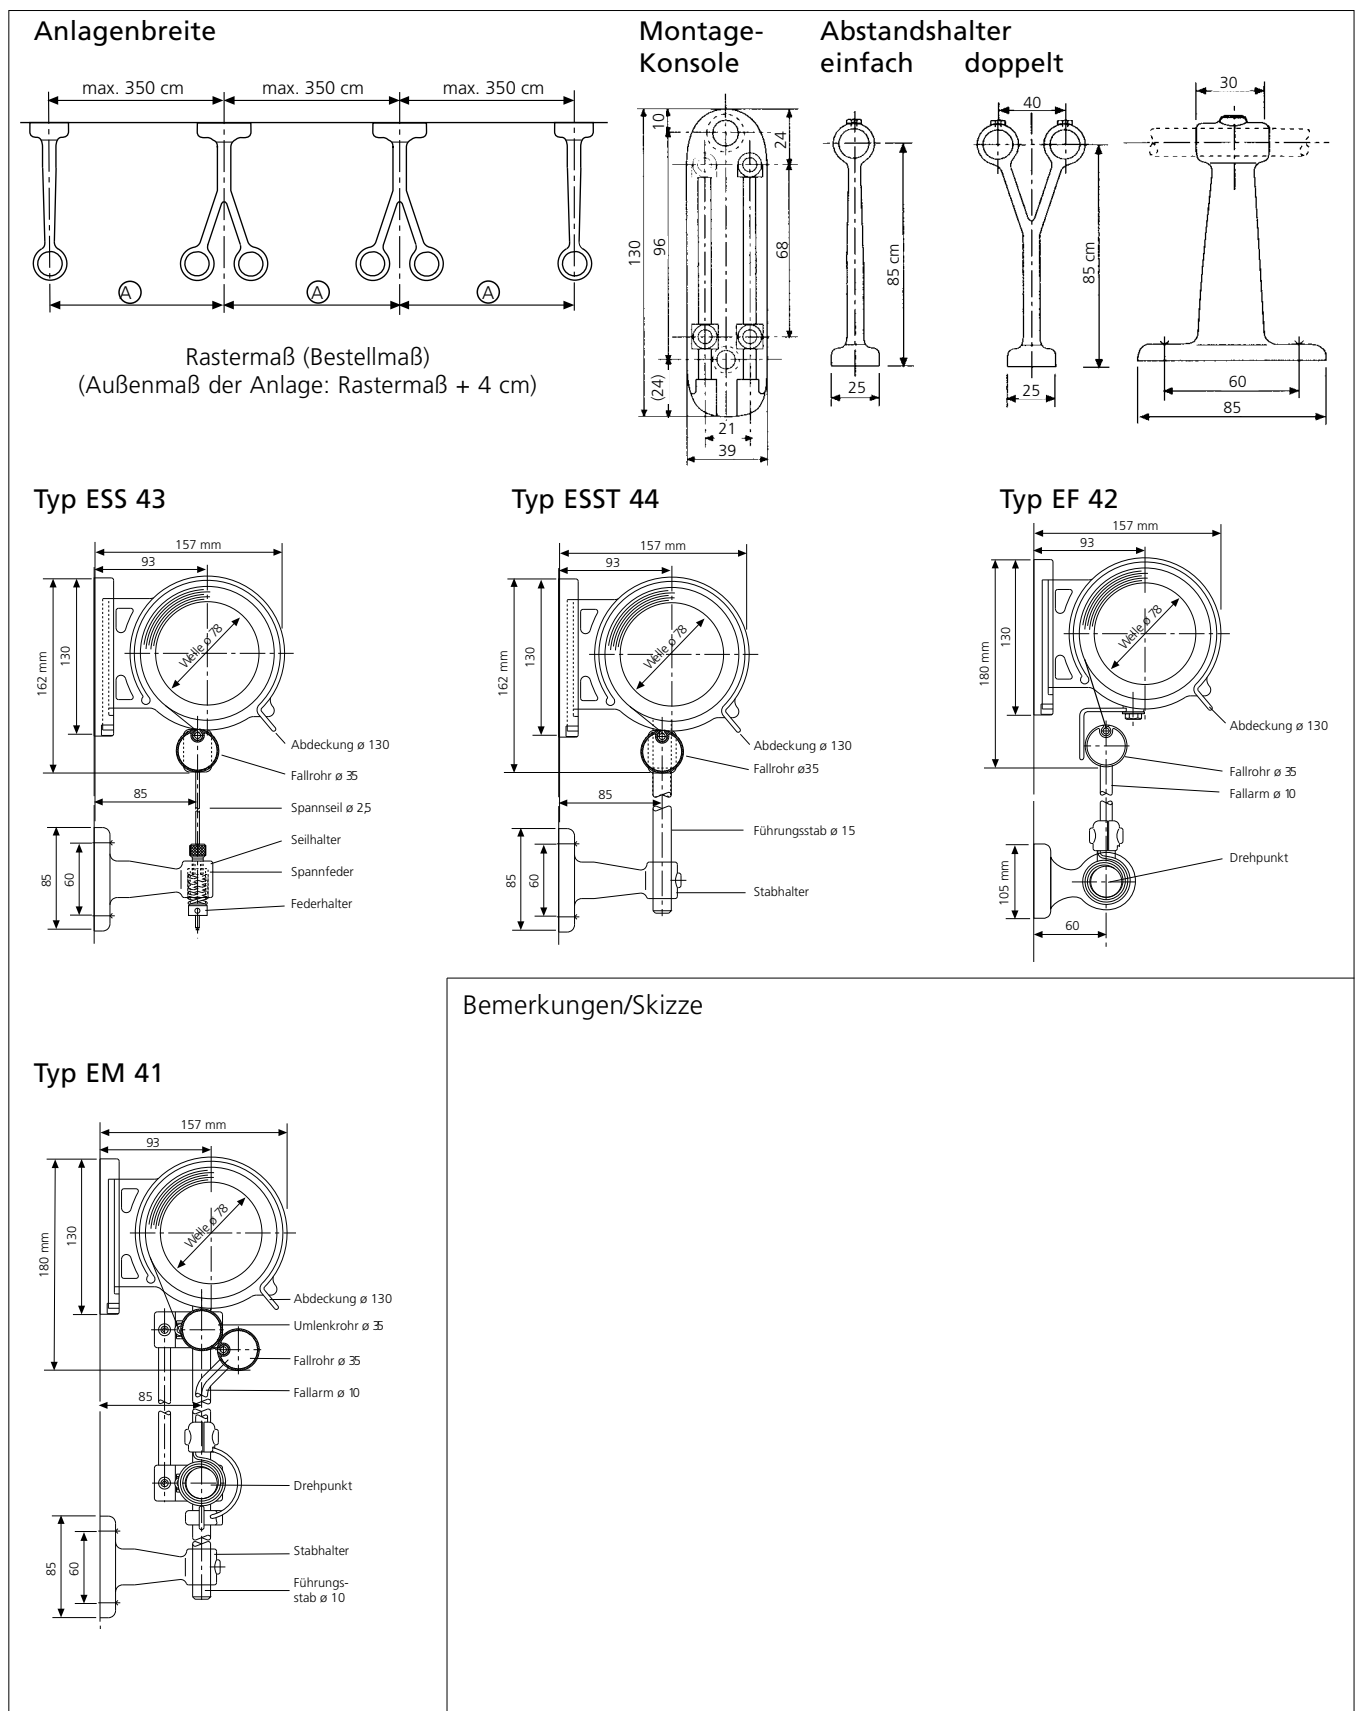 Anlagenbreite
max. 350 cm
max. 350 cm
max. 350 cm
A
A
A
Rastermaß (Bestellmaß)
(Außenmaß der Anlage: Rastermaß + 4 cm)
Montage-
Konsole
10
24
130
96
68
(24)
21
39
Abstandshalter
einfach doppelt
85 cm
25
40
85 cm
25
30
60
85
Typ ESS 43
157 mm
93
162 mm
130
Welle ø 78
Abdeckung ø 130
Fallrohr ø 35
85
Spannseil ø 2,5
Seilhalter
Spannfeder
Federhalter
85
60
Typ ESST 44
157 mm
93
162 mm
130
Welle ø 78
Abdeckung ø 130
Fallrohr ø35
85
Führungsstab ø 15
Stabhalter
85
60
Typ EF 42
157 mm
93
180 mm
130
Welle ø 78
Abdeckung ø 130
Fallrohr ø 35
Fallarm ø 10
Drehpunkt
105 mm
60
Typ EM 41
157 mm
93
180 mm
130
Welle ø 78
Abdeckung ø 130
Umlenkrohr ø 35
Fallrohr ø 35
Fallarm ø 10
85
Drehpunkt
Stabhalter
Führungs-
stab ø 10
85
60
Bemerkungen/Skizze